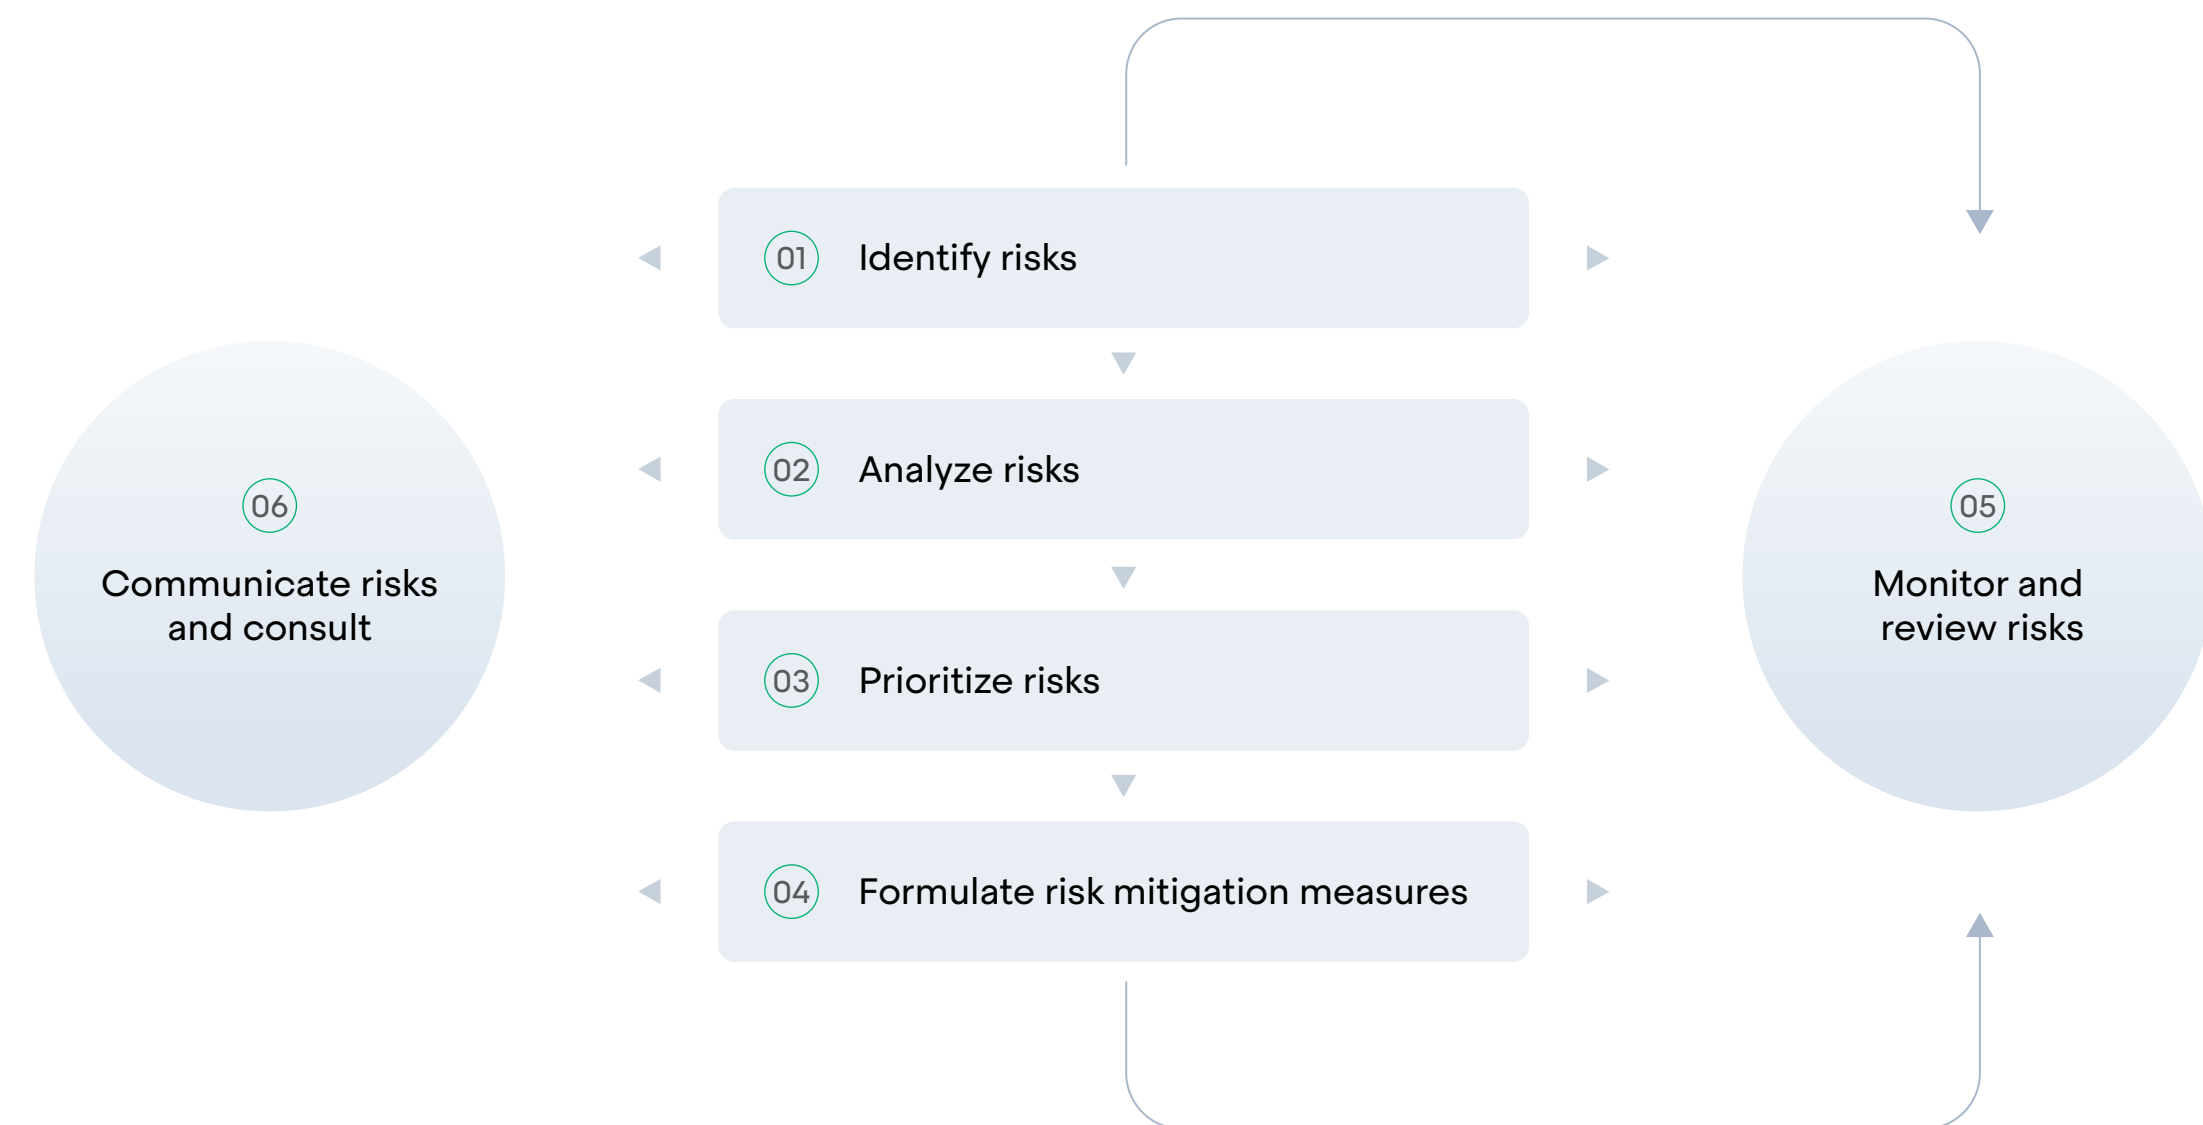 01
Identify risks
02
Analyze risks
03
Prioritize risks
04
Formulate risk mitigation measures
05
Monitor and
review risks
06
Communicate risks
and consult